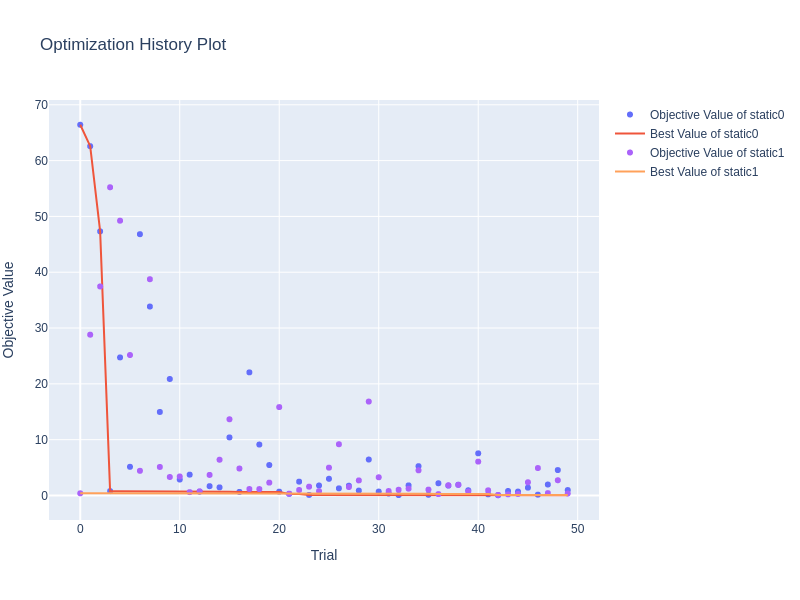 Optimization History Plot
Objective Value of static0
Best Value of static0
Objective Value of static1
Best Value of static1
Objective Value
70
60
50
40
30
20
10
0
0 10 20 30 40 50
Trial